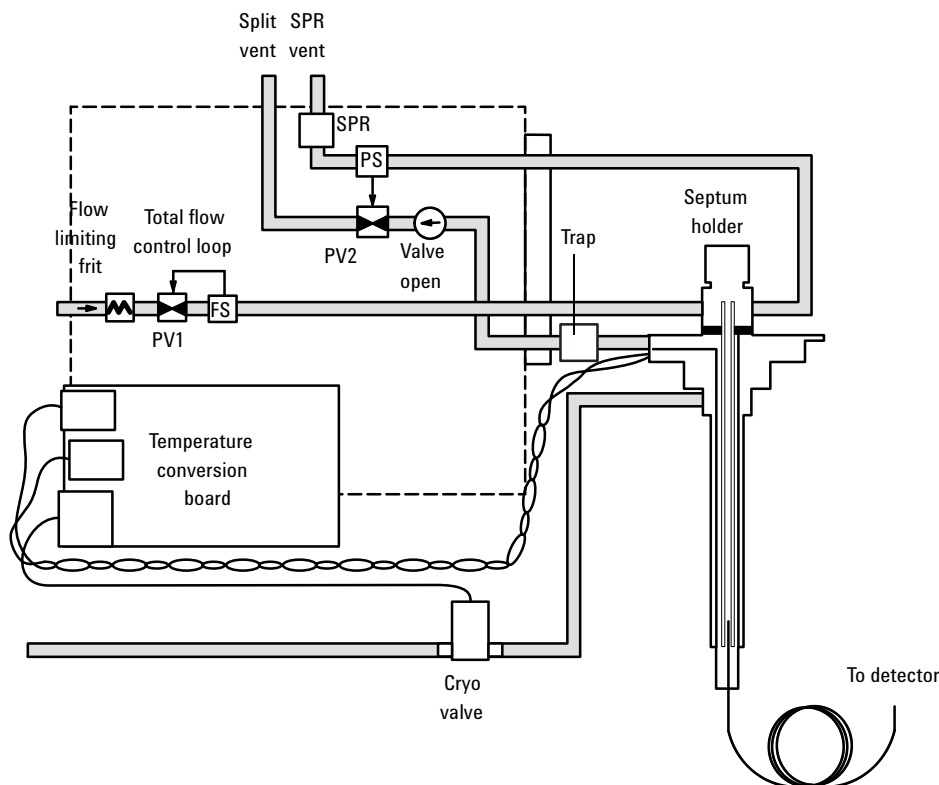 Split
vent
SPR
vent
SPR
PS
Flow
limiting
frit
Total flow
control loop
PV2
Valve
open
Trap
Septum
holder
FS
PV1
Temperature
conversion
board
Cryo
valve
To detector